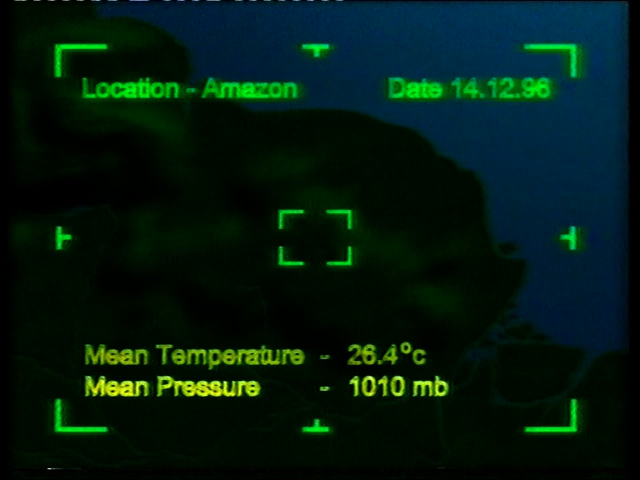 Location - Amazon Date 14.12.96
Mean Temperature - 26.4°c
Mean Pressure - 1010 mb